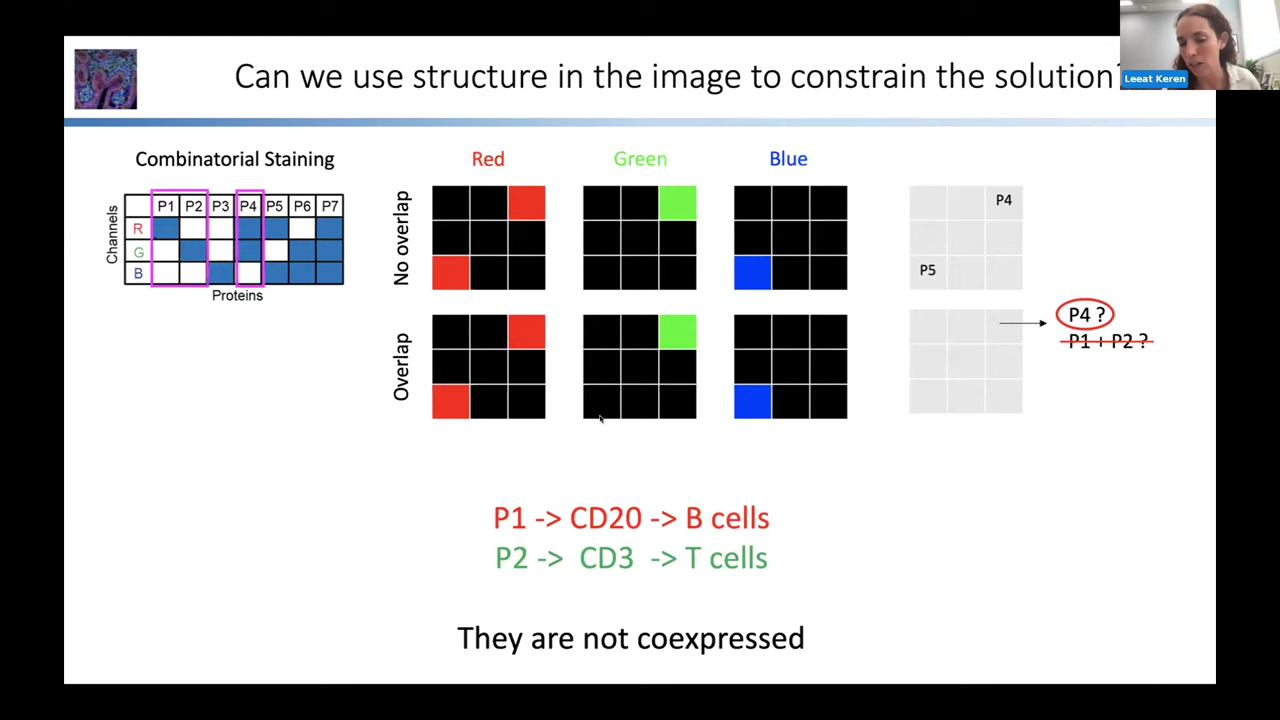 Leeat Keren
Can we use structure in the image to constrain the solution?
Combinatorial Staining
Channels
P1 P2 P3 P4 P5 P6 P7
R
G
B
Proteins
Red Green Blue
No overlap
P4
P5
Overlap
P4 ?
P1 + P2 ?
P1 -> CD20 -> B cells
P2 -> CD3 -> T cells
They are not coexpressed